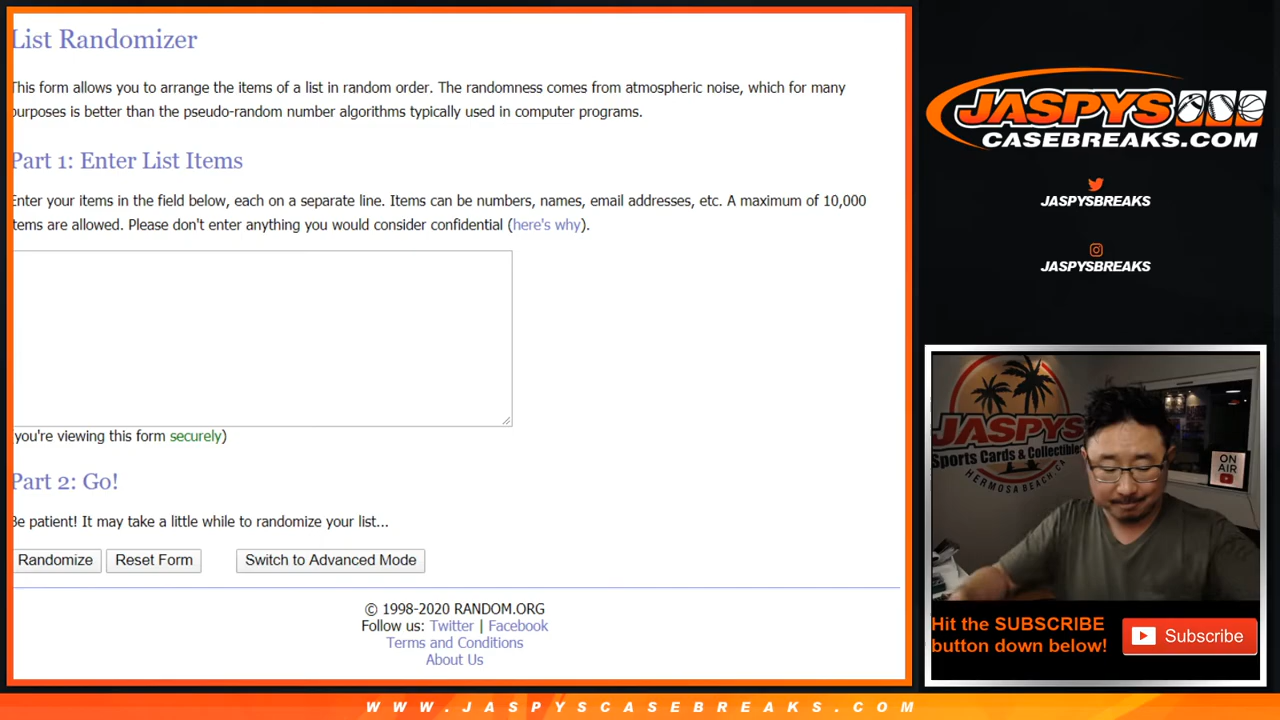 List Randomizer
This form allows you to arrange the items of a list in random order. The randomness comes from atmospheric noise, which for many
purposes is better than the pseudo-random number algorithms typically used in computer programs.
Part 1: Enter List Items
Enter your items in the field below, each on a separate line. Items can be numbers, names, email addresses, etc. A maximum of 10,000
items are allowed. Please don't enter anything you would consider confidential (here's why).
you're viewing this form securely)
Part 2: Go!
Be patient! It may take a little while to randomize your list...
Randomize Reset Form Switch to Advanced Mode
© 1998-2020 RANDOM.ORG
Follow us: Twitter | Facebook
Terms and Conditions
About Us
JASPYS
CASEBREAKS.COM
JASPYSBREAKS
JASPYSBREAKS
JASPYS
Sports Cards & Collectibles
HERMOSA BEACH, CA
ON
AIR
Hit the SUBSCRIBE
button down below!
Subscribe
WWW.JASPYSCASEBREAKS.COM